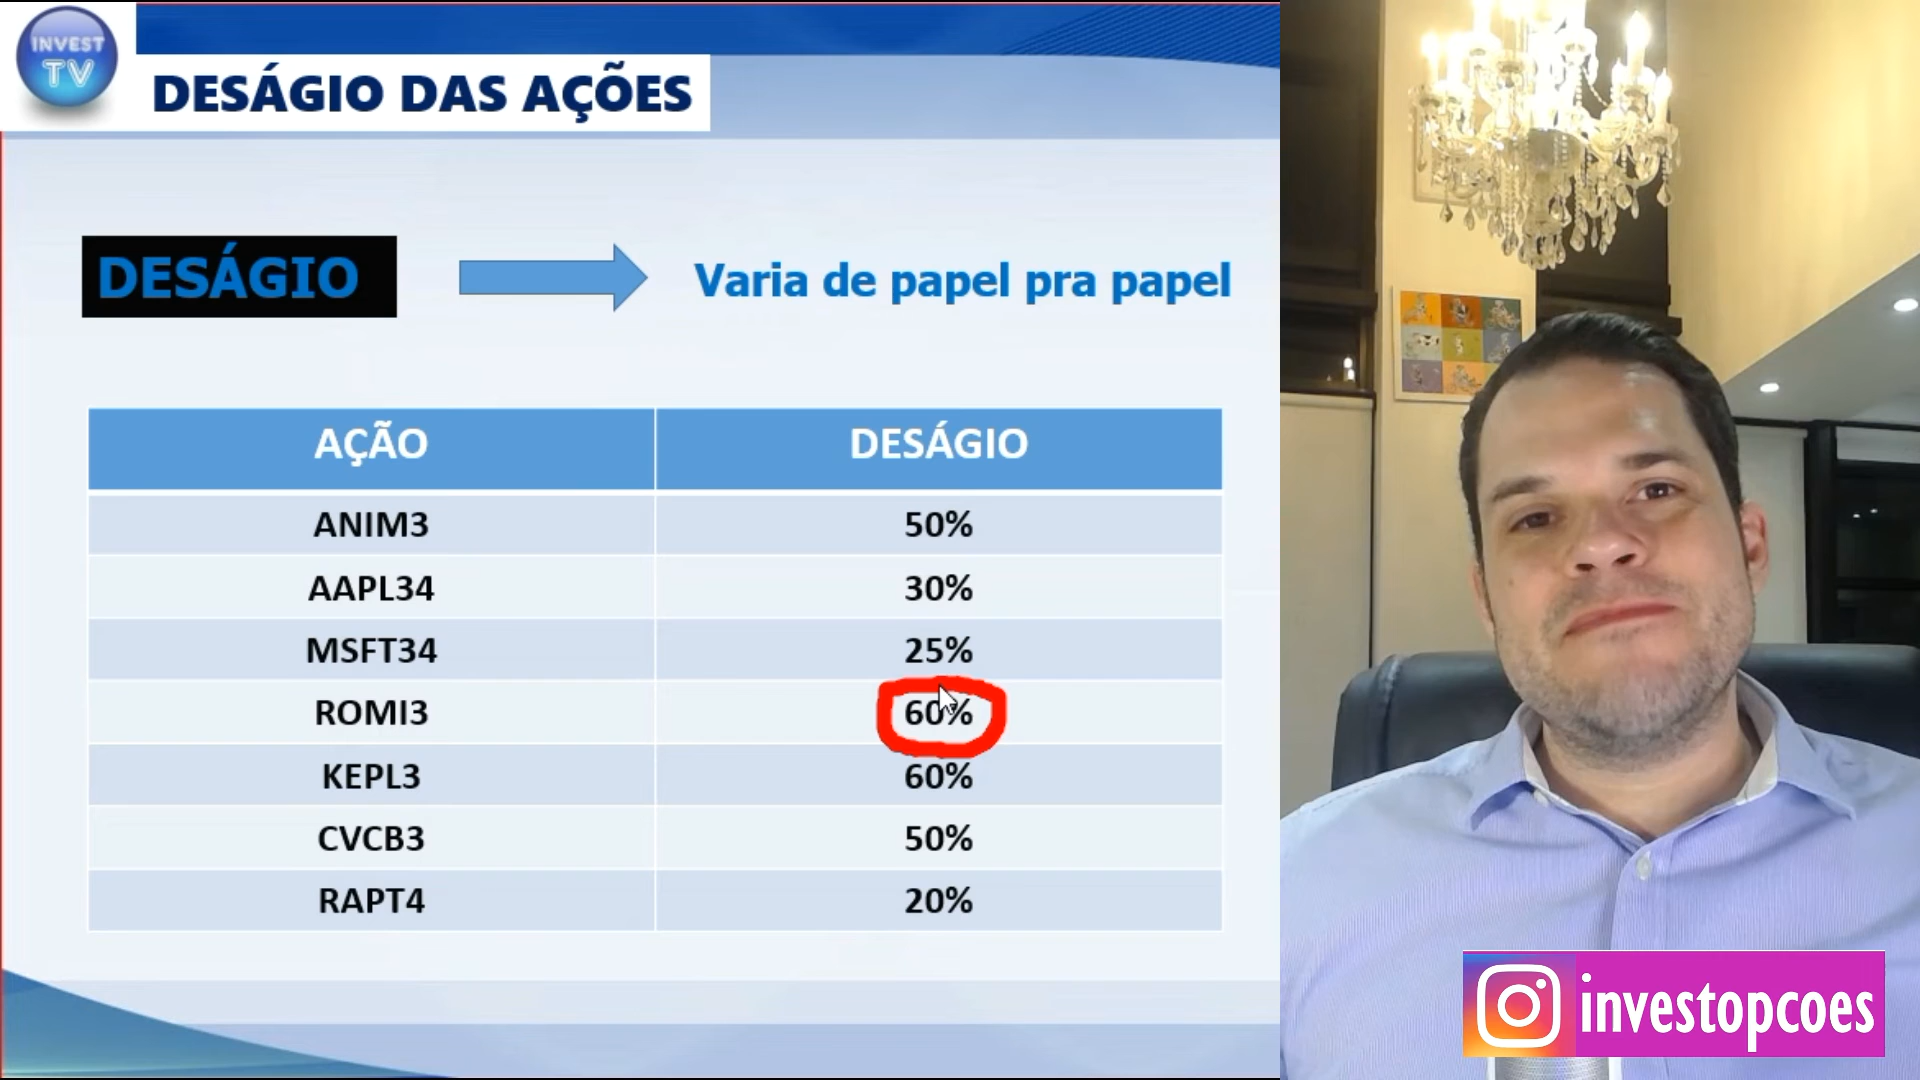 INVEST
TV
DESÁGIO DAS AÇÕES
DESÁGIO
Varia de papel pra papel
AÇÃO DESÁGIO
ANIM3 50%
AAPL34 30%
MSFT34 25%
ROMI3 60%
KEPL3 60%
CVCB3 50%
RAPT4 20%
investopcoes